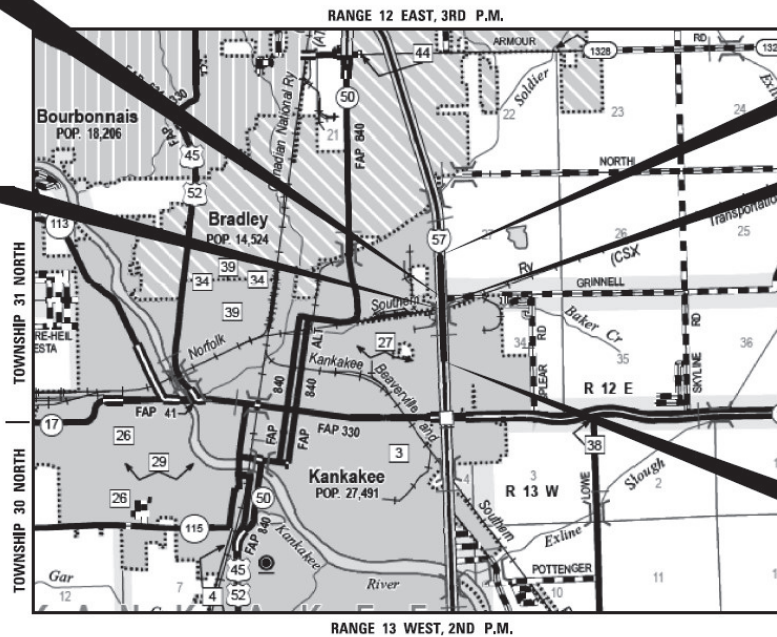 RANGE 12 EAST, 3RD P.M.
ARMOUR
RD
1328
44
Soldier
50
22
23
24
21
Canadian National Ry
FAP 840
Bourbonnais
POP. 18,206
FAP
45
52
NORTH
113
Bradley
POP. 14,524
57
27
26
25
Transportation
(CSX
Ry
GRINNELL
39
34
34
39
Southern
Norfolk
ALT
27
34
Baker Cr
35
36
RD
RD
SKYLINE
PLEAR
TOWNSHIP 31 NORTH
Kankakee
Beaverville and
Southern
840
840
FAP
FAP
R 12 E
17
FAP 41
FAP 330
26
29
3
38
Kankakee
POP. 27,491
3
4
2
R 13 W
LOWE
Slough
Exline
26
50
TOWNSHIP 30 NORTH
115
FAP 840
Kankakee
River
45
52
4
POTTENGER
10
11
Gar
12
7
RANGE 13 WEST, 2ND P.M.